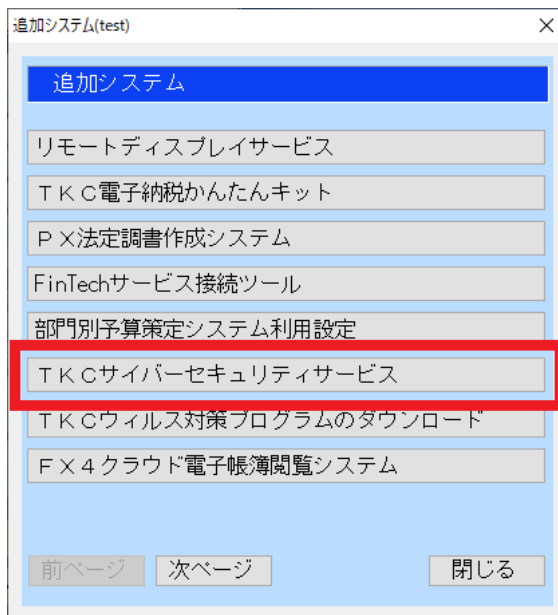 追加システム(test)
追加システム
リモートディスプレイサービス
ＴＫＣ電子納税かんたんキット
ＰＸ法定調書作成システム
FinTechサービス接続ツール
部門別予算策定システム利用設定
ＴＫＣサイバーセキュリティサービス
ＴＫＣウィルス対策プログラムのダウンロード
ＦＸ４クラウド電子帳簿閲覧システム
前ページ 次ページ 閉じる